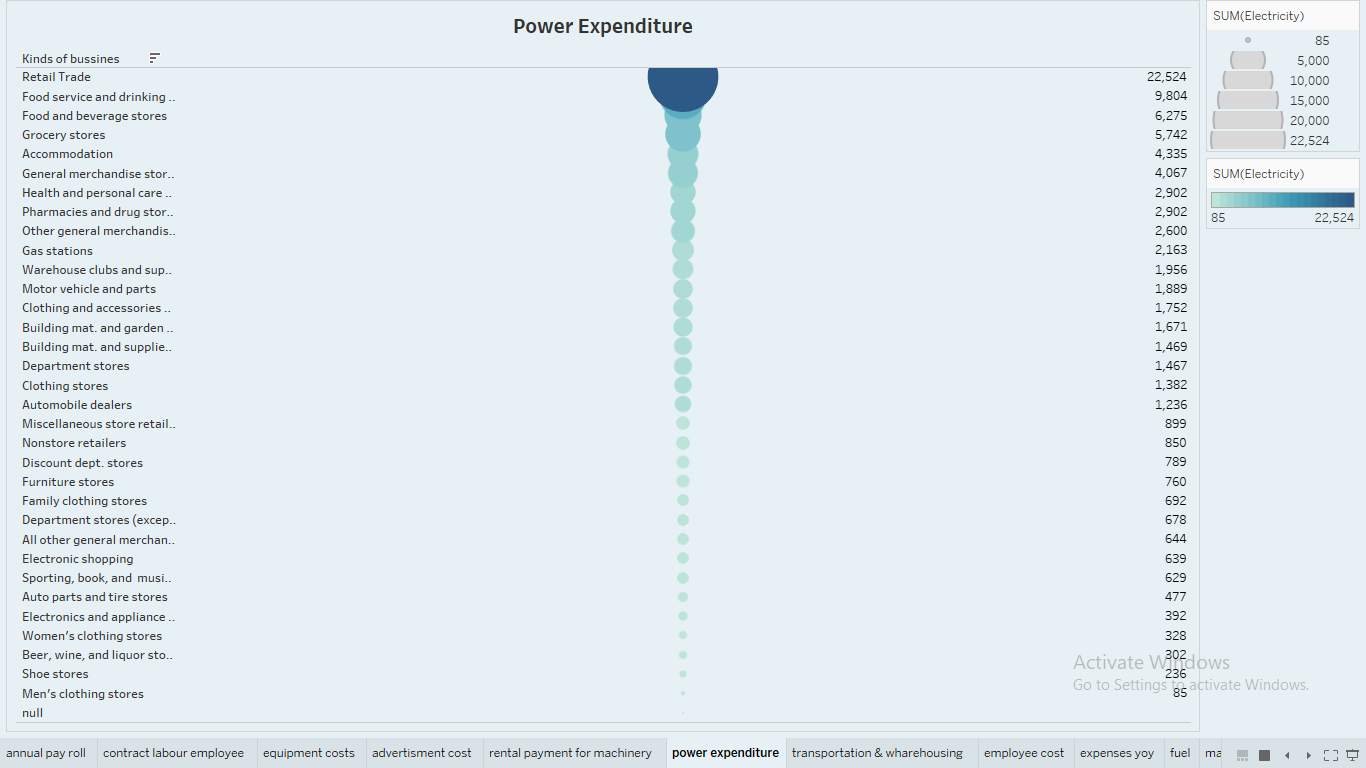 Power Expenditure
Kinds of bussines
Retail Trade 22,524
Food service and drinking .. 9,804
Food and beverage stores 6,275
Grocery stores 5,742
Accommodation 4,335
General merchandise stor.. 4,067
Health and personal care .. 2,902
Pharmacies and drug stor.. 2,902
Other general merchandis.. 2,600
Gas stations 2,163
Warehouse clubs and sup.. 1,956
Motor vehicle and parts 1,889
Clothing and accessories .. 1,752
Building mat. and garden .. 1,671
Building mat. and supplie.. 1,469
Department stores 1,467
Clothing stores 1,382
Automobile dealers 1,236
Miscellaneous store retail.. 899
Nonstore retailers 850
Discount dept. stores 789
Furniture stores 760
Family clothing stores 692
Department stores (excep.. 678
All other general merchan.. 644
Electronic shopping 639
Sporting, book, and musi.. 629
Auto parts and tire stores 477
Electronics and appliance .. 392
Women’s clothing stores 328
Beer, wine, and liquor sto.. 302
Shoe stores 236
Men’s clothing stores 85
null
SUM(Electricity)
85
5,000
10,000
15,000
20,000
22,524
SUM(Electricity)
85 22,524
Activate Windows
Go to Settings to activate Windows.
annual pay roll contract labour employee equipment costs advertisment cost rental payment for machinery power expenditure transportation & wharehousing employee cost expenses yoy fuel ma